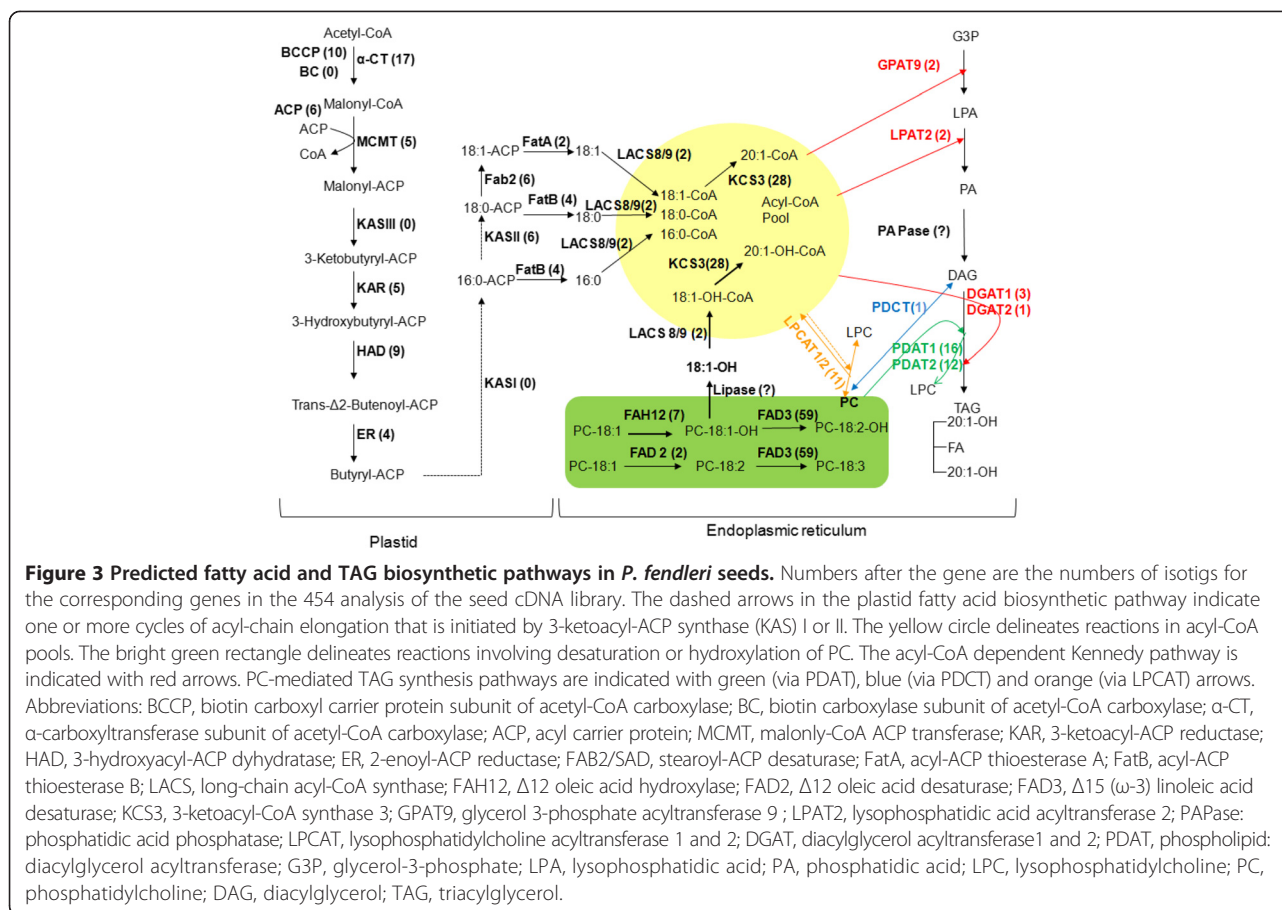 Acetyl-CoA
BCCP (10)
α-CT (17)
BC (0)
Malonyl-CoA
ACP (6)
ACP
MCMT (5)
CoA
Malonyl-ACP
KASIII (0)
3-Ketobutyryl-ACP
KAR (5)
3-Hydroxybutyryl-ACP
HAD (9)
Trans-Δ2-Butenoyl-ACP
ER (4)
Butyryl-ACP
KASI (0)
18:1-ACP
FatA (2)
18:1
Fab2 (6)
18:0-ACP
FatB (4)
18:0
KASII (6)
16:0-ACP
FatB (4)
16:0
LACS8/9 (2)
LACS8/9(2)
LACS8/9(2)
20:1-CoA
KCS3 (28)
18:1-CoA
18:0-CoA
16:0-CoA
Acyl-CoA
Pool
20:1-OH-CoA
KCS3(28)
18:1-OH-CoA
LACS 8/9 (2)
18:1-OH
Lipase (?)
LPCAT1/2 (11)
LPC
PC
FAH12 (7)
FAD3 (59)
PC-18:1
PC-18:1-OH
PC-18:2-OH
FAD 2 (2)
FAD3 (59)
PC-18:1
PC-18:2
PC-18:3
G3P
GPAT9 (2)
LPA
LPAT2 (2)
PA
PAPase (?)
DAG
PDCT(1)
DGAT1 (3)
DGAT2 (1)
PDAT1 (16)
PDAT2 (12)
LPC
TAG
20:1-OH
FA
20:1-OH
Plastid
Endoplasmic reticulum
Figure 3 Predicted fatty acid and TAG biosynthetic pathways in P. fendleri seeds. Numbers after the gene are the numbers of isotigs for
the corresponding genes in the 454 analysis of the seed cDNA library. The dashed arrows in the plastid fatty acid biosynthetic pathway indicate
one or more cycles of acyl-chain elongation that is initiated by 3-ketoacyl-ACP synthase (KAS) I or II. The yellow circle delineates reactions in acyl-CoA
pools. The bright green rectangle delineates reactions involving desaturation or hydroxylation of PC. The acyl-CoA dependent Kennedy pathway is
indicated with red arrows. PC-mediated TAG synthesis pathways are indicated with green (via PDAT), blue (via PDCT) and orange (via LPCAT) arrows.
Abbreviations: BCCP, biotin carboxyl carrier protein subunit of acetyl-CoA carboxylase; BC, biotin carboxylase subunit of acetyl-CoA carboxylase; α-CT,
α-carboxyltransferase subunit of acetyl-CoA carboxylase; ACP, acyl carrier protein; MCMT, malonly-CoA ACP transferase; KAR, 3-ketoacyl-ACP reductase;
HAD, 3-hydroxyacyl-ACP dyhydratase; ER, 2-enoyl-ACP reductase; FAB2/SAD, stearoyl-ACP desaturase; FatA, acyl-ACP thioesterase A; FatB, acyl-ACP
thioesterase B; LACS, long-chain acyl-CoA synthase; FAH12, Δ12 oleic acid hydroxylase; FAD2, Δ12 oleic acid desaturase; FAD3, Δ15 (ω-3) linoleic acid
desaturase; KCS3, 3-ketoacyl-CoA synthase 3; GPAT9, glycerol 3-phosphate acyltransferase 9 ; LPAT2, lysophosphatidic acid acyltransferase 2; PAPase:
phosphatidic acid phosphatase; LPCAT, lysophosphatidylcholine acyltransferase 1 and 2; DGAT, diacylglycerol acyltransferase1 and 2; PDAT, phospholipid:
diacylglycerol acyltransferase; G3P, glycerol-3-phosphate; LPA, lysophosphatidic acid; PA, phosphatidic acid; LPC, lysophosphatidylcholine; PC,
phosphatidylcholine; DAG, diacylglycerol; TAG, triacylglycerol.